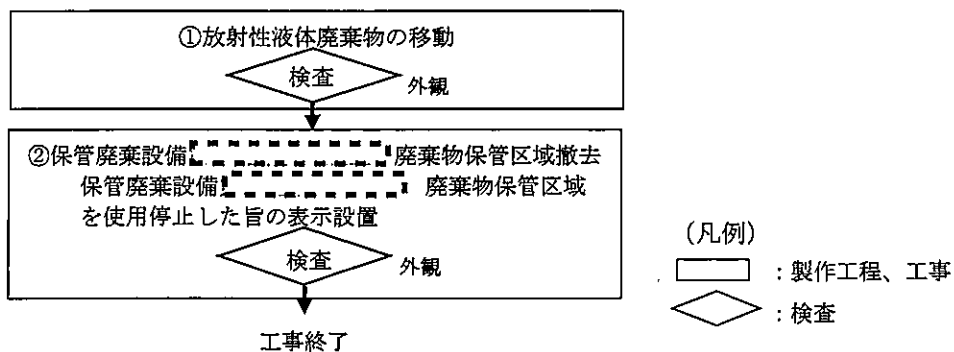 ①放射性液体廃棄物の移動
検査 外観
②保管廃棄設備 廃棄物保管区域撤去
保管廃棄設備 廃棄物保管区域
を使用停止した旨の表示設置
検査 外観
工事終了
（凡例）
：製作工程、工事
：検査